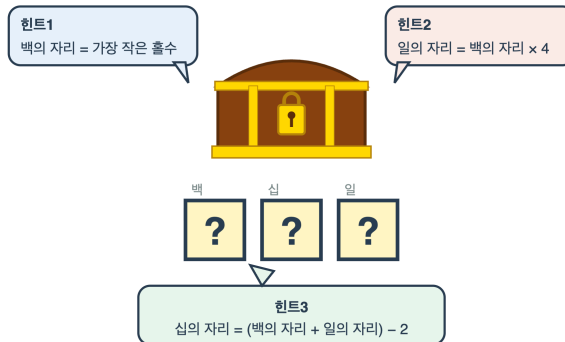 힌트1
백의 자리 = 가장 작은 홀수
힌트2
일의 자리 = 백의 자리 × 4
백 십 일
? ? ?
힌트3
십의 자리 = (백의 자리 + 일의 자리) − 2